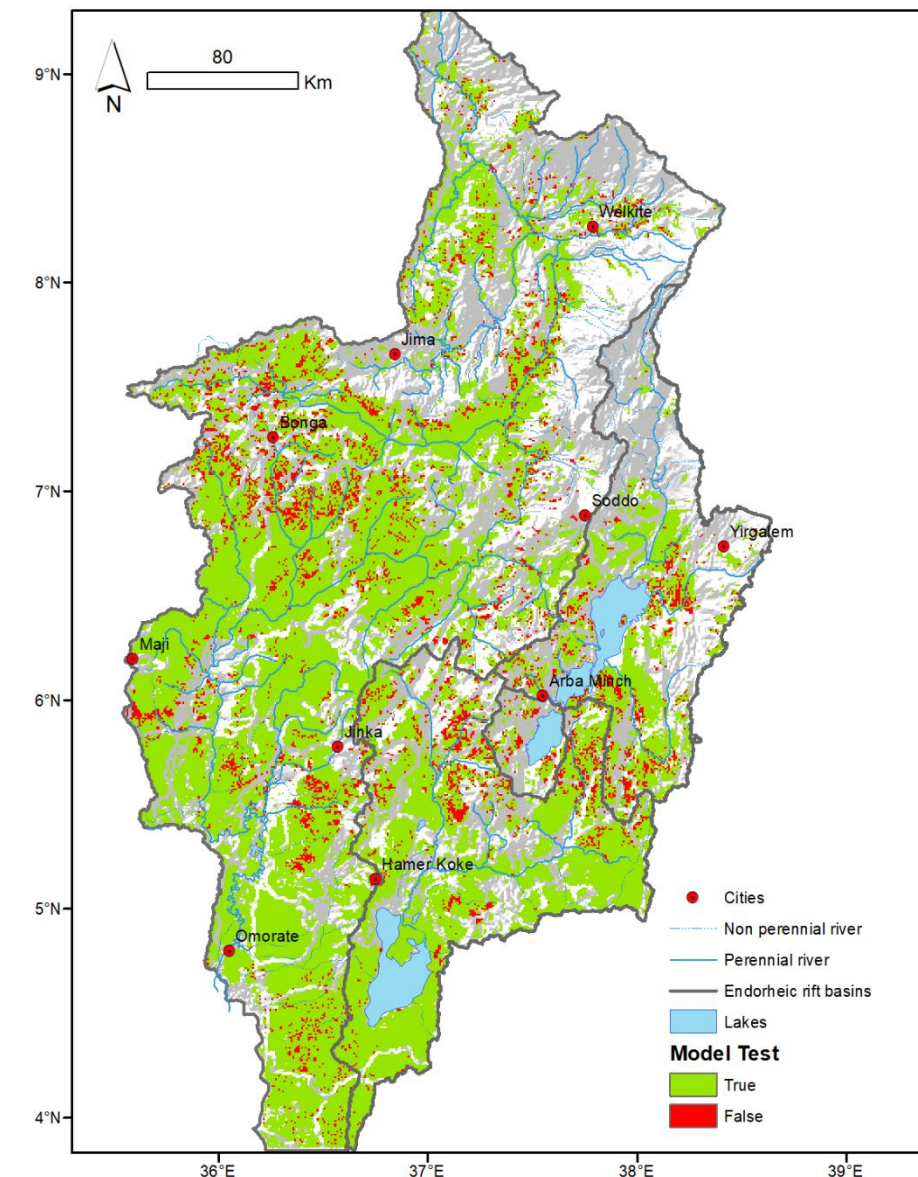 80
Km
N
9°N
8°N
7°N
6°N
5°N
4°N
Welkite
Jima
Bonga
Soddo
Yirgalem
Maji
Arba Minch
Jinka
Hamer Koke
Omorate
Cities
Non perennial river
Perennial river
Endorheic rift basins
Lakes
Model Test
True
False
36°E
37°E
38°E
39°E